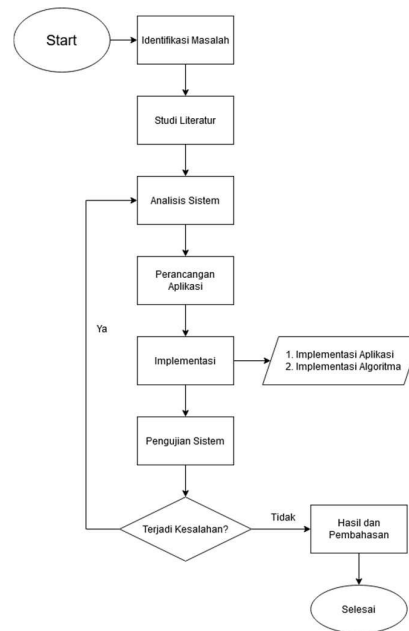 Start
Identifikasi Masalah
Studi Literatur
Analisis Sistem
Perancangan
Aplikasi
Ya
Implementasi
1. Implementasi Aplikasi
2. Implementasi Algoritma
Pengujian Sistem
Terjadi Kesalahan?
Tidak
Hasil dan
Pembahasan
Selesai